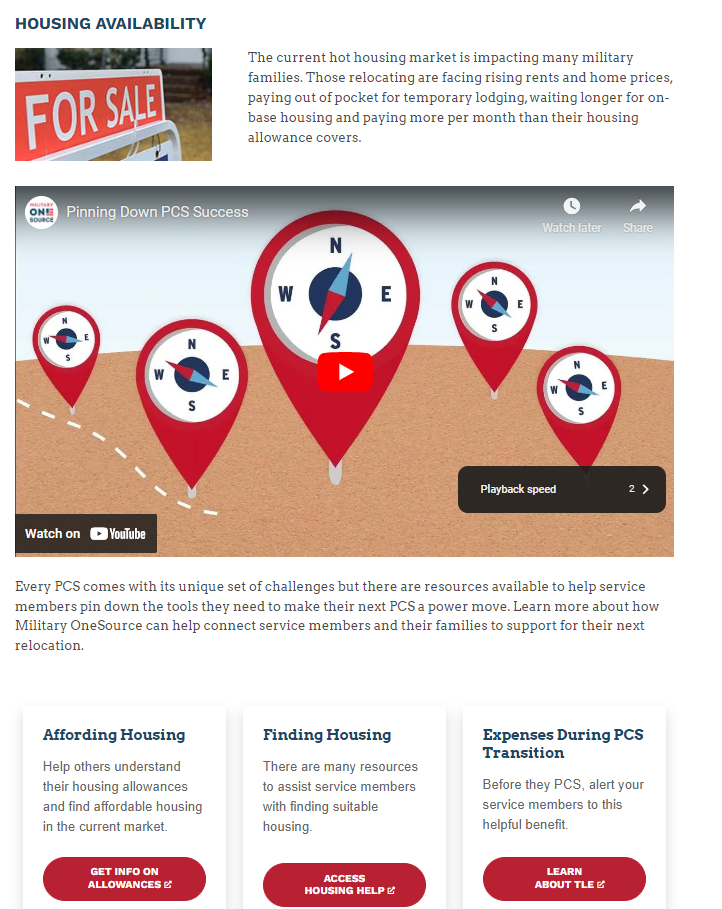 HOUSING AVAILABILITY
FOR SALE
The current hot housing market is impacting many military
families. Those relocating are facing rising rents and home prices,
paying out of pocket for temporary lodging, waiting longer for on-
base housing and paying more per month than their housing
allowance covers.
MILITARY
ONE
SOURCE
Pinning Down PCS Success
Watch later
Share
N
W E
S
N
W E
S
N
W E
S
N
W E
S
N
W E
S
Playback speed 2
Watch on YouTube
Every PCS comes with its unique set of challenges but there are resources available to help service
members pin down the tools they need to make their next PCS a power move. Learn more about how
Military OneSource can help connect service members and their families to support for their next
relocation.
Affording Housing
Help others understand
their housing allowances
and find affordable housing
in the current market.
GET INFO ON
ALLOWANCES
Finding Housing
There are many resources
to assist service members
with finding suitable
housing.
ACCESS
HOUSING HELP
Expenses During PCS
Transition
Before they PCS, alert your
service members to this
helpful benefit.
LEARN
ABOUT TLE